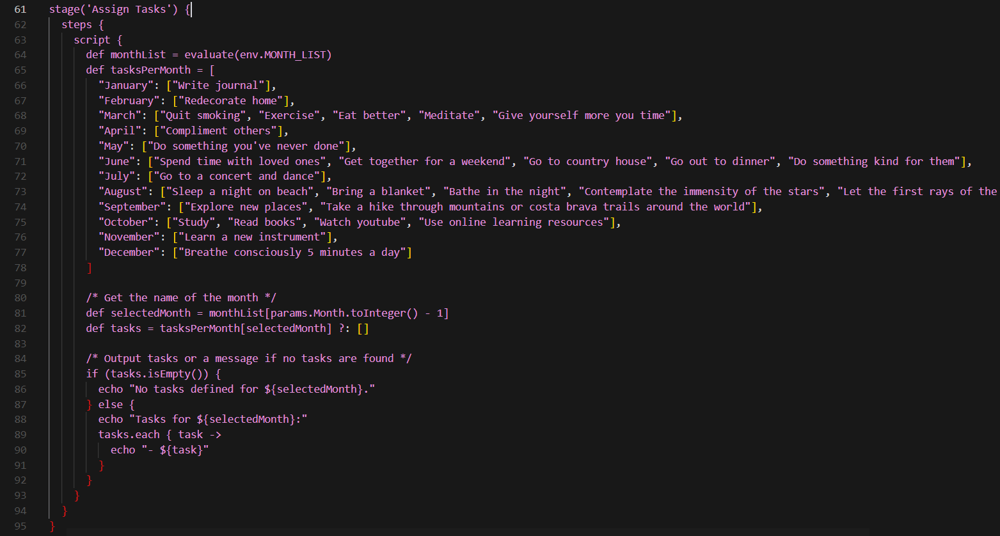 61 stage('Assign Tasks') {
62 steps {
63 script {
64 def monthList = evaluate(env.MONTH_LIST)
65 def tasksPerMonth = [
66 "January": ["Write journal"],
67 "February": ["Redecorate home"],
68 "March": ["Quit smoking", "Exercise", "Eat better", "Meditate", "Give yourself more you time"],
69 "April": ["Compliment others"],
70 "May": ["Do something you've never done"],
71 "June": ["Spend time with loved ones", "Get together for a weekend", "Go to country house", "Go out to dinner", "Do something kind for them"],
72 "July": ["Go to a concert and dance"],
73 "August": ["Sleep a night on beach", "Bring a blanket", "Bathe in the night", "Contemplate the immensity of the stars", "Let the first rays of the
74 "September": ["Explore new places", "Take a hike through mountains or costa brava trails around the world"],
75 "October": ["Study", "Read books", "Watch youtube", "Use online learning resources"],
76 "November": ["Learn a new instrument"],
77 "December": ["Breathe consciously 5 minutes a day"]
78 ]
79
80 /* Get the name of the month */
81 def selectedMonth = monthList[params.Month.toInteger() - 1]
82 def tasks = tasksPerMonth[selectedMonth] ?: []
83
84 /* Output tasks or a message if no tasks are found */
85 if (tasks.isEmpty()) {
86 echo "No tasks defined for ${selectedMonth}."
87 } else {
88 echo "Tasks for ${selectedMonth}:"
89 tasks.each { task ->
90 echo "- ${task}"
91 }
92 }
93 }
94 }
95 }